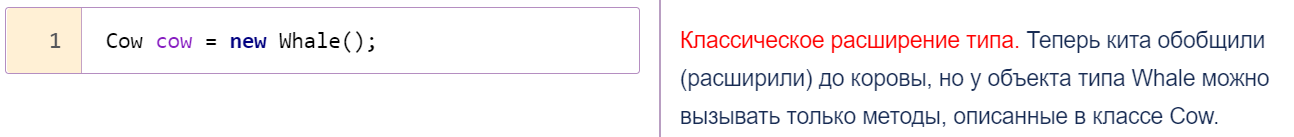 1 Cow cow = new Whale();
Классическое расширение типа. Теперь кита обобщили
(расширили) до коровы, но у объекта типа Whale можно
вызывать только методы, описанные в классе Cow.